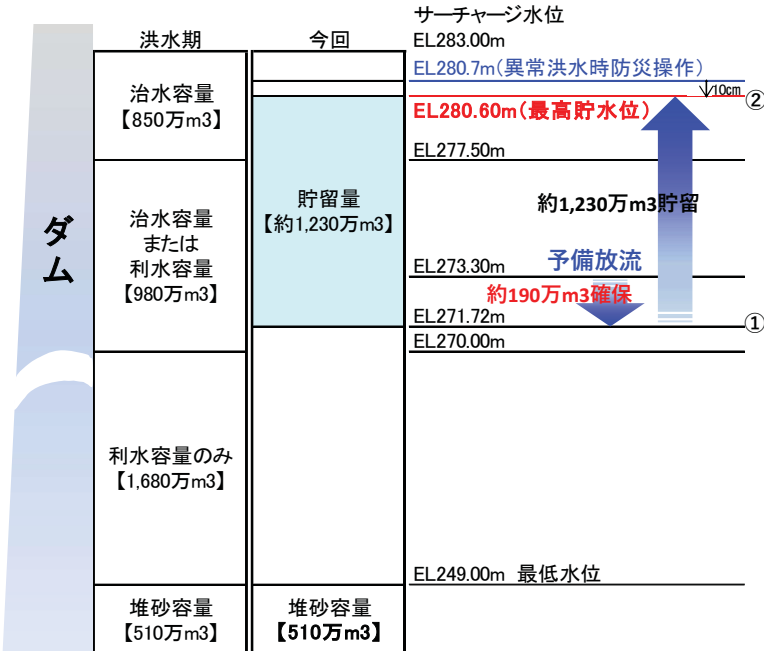 サーチャージ水位
洪水期
今回
EL283.00m
EL280.7m(異常洪水時防災操作)
10cm
②
治水容量
【850万m3】
EL280.60m(最高貯水位)
EL277.50m
貯留量
【約1,230万m3】
約1,230万m3貯留
ダム
治水容量
または
利水容量
【980万m3】
EL273.30m
予備放流
約190万m3確保
EL271.72m
①
EL270.00m
利水容量のみ
【1,680万m3】
EL249.00m 最低水位
堆砂容量
【510万m3】
堆砂容量
【510万m3】